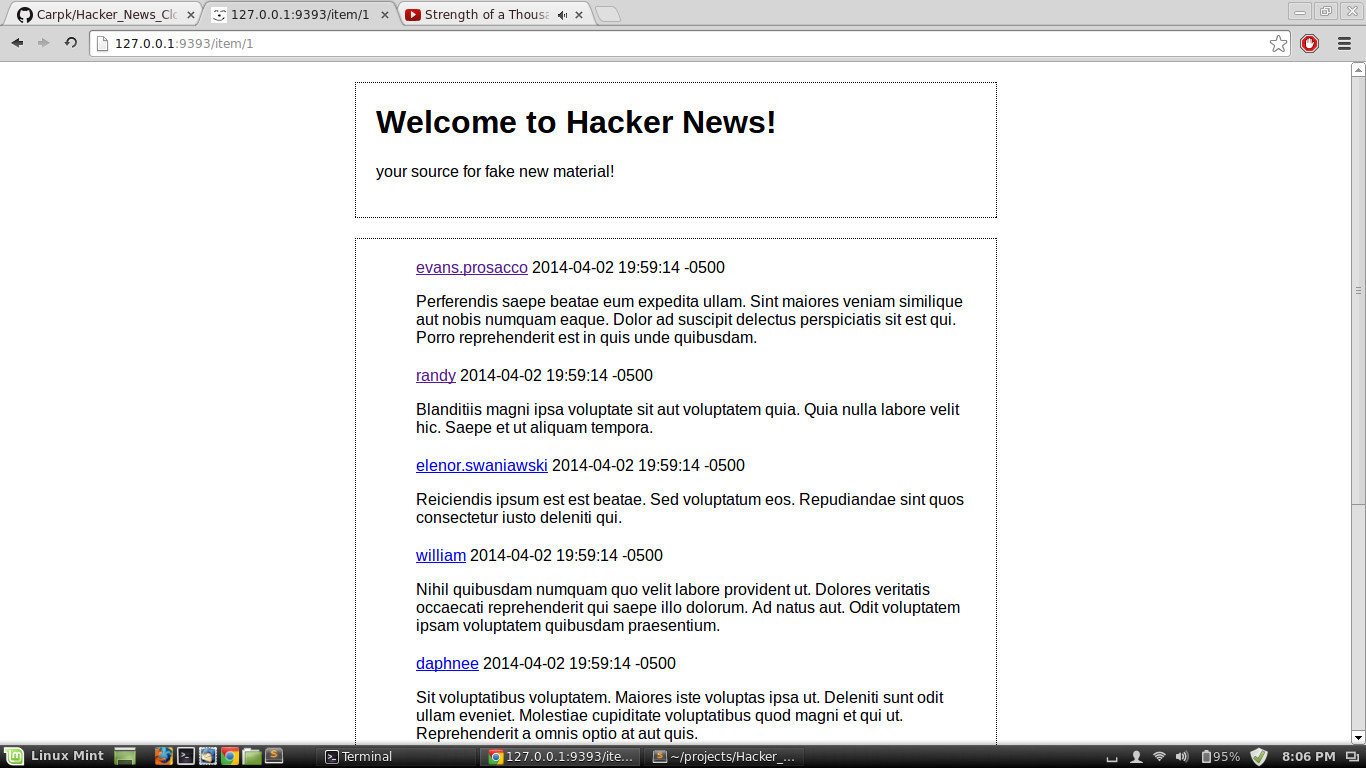 Carpk/Hacker_News_Clo
127.0.0.1:9393/item/1
Strength of a Thousa
127.0.0.1:9393/item/1
Welcome to Hacker News!
your source for fake new material!
evans.prosacco 2014-04-02 19:59:14 -0500
Perferendis saepe beatae eum expedita ullam. Sint maiores veniam similique
aut nobis numquam eaque. Dolor ad suscipit delectus perspiciatis sit est qui.
Porro reprehenderit est in quis unde quibusdam.
randy 2014-04-02 19:59:14 -0500
Blanditiis magni ipsa voluptate sit aut voluptatem quia. Quia nulla labore velit
hic. Saepe et ut aliquam tempora.
elenor.swaniawski 2014-04-02 19:59:14 -0500
Reiciendis ipsum est est beatae. Sed voluptatum eos. Repudiandae sint quos
consectetur iusto deleniti qui.
william 2014-04-02 19:59:14 -0500
Nihil quibusdam numquam quo velit labore provident ut. Dolores veritatis
occaecati reprehenderit qui saepe illo dolorum. Ad natus aut. Odit voluptatem
ipsam voluptatem quibusdam praesentium.
daphnee 2014-04-02 19:59:14 -0500
Sit voluptatibus voluptatem. Maiores iste voluptas ipsa ut. Deleniti sunt odit
ullam eveniet. Molestiae cupiditate voluptatibus quod magni et qui ut.
Reprehenderit a omnis optio at aut quis.
Linux Mint
Terminal
127.0.0.1:9393/ite...
~/projects/Hacker_...
95%
8:06 PM